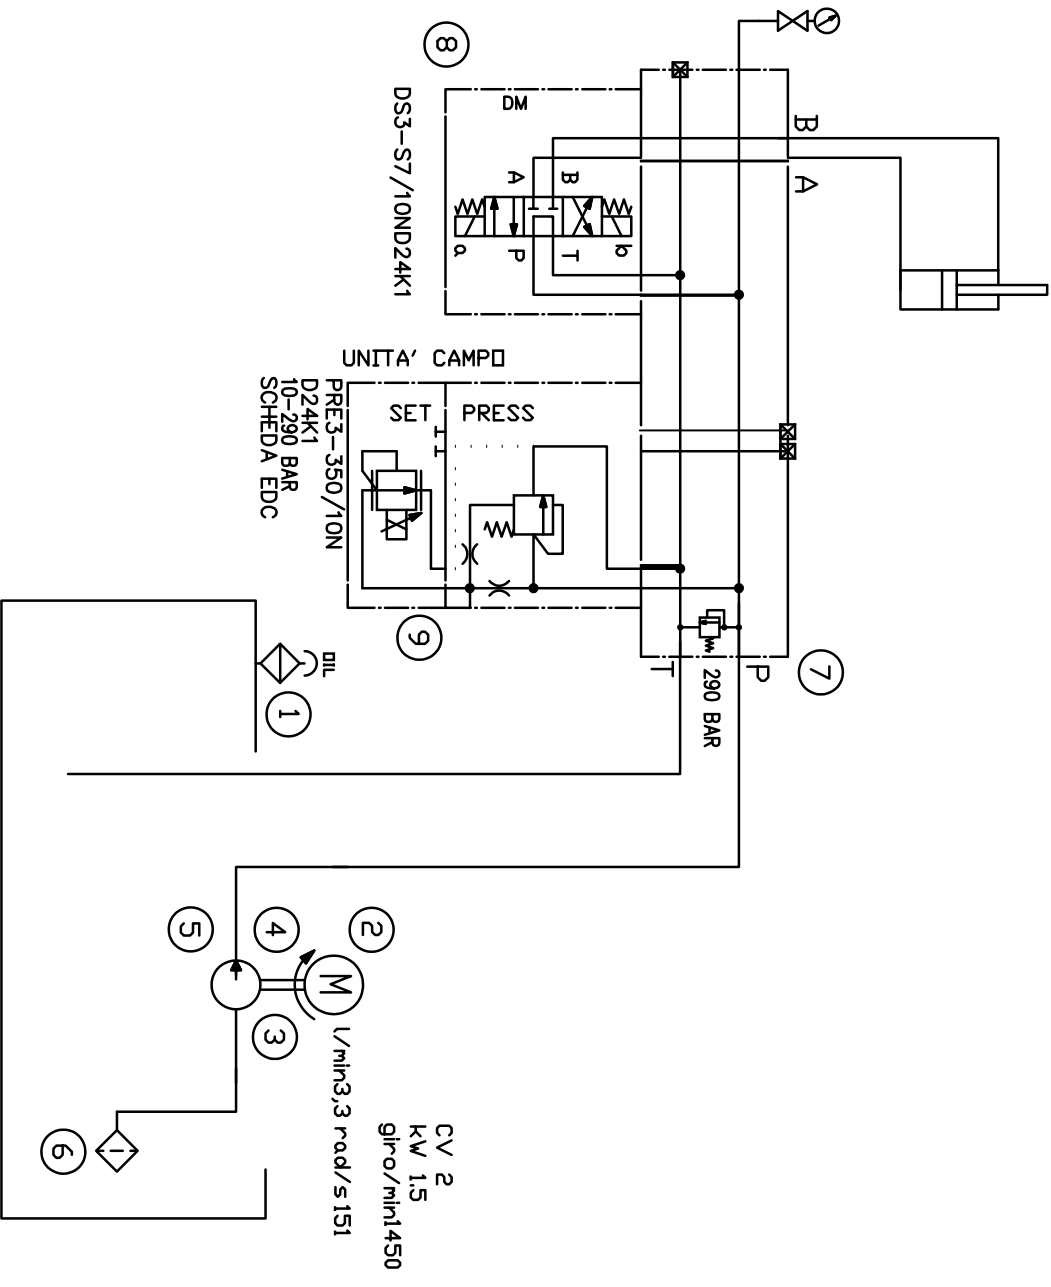 8
DM
DS3-S7/10ND24K1
B
A
A
B
a
P
T
b
UNITA' CAMPO
SET
PRESS
PRE3-350/10N
D24K1
10-290 BAR
SCHEDA EDC
9
T
P
7
290 BAR
OIL
1
5
4
2
M
3
l/min3,3 rad/s151
6
CV 2
kW 1.5
giro/min1450